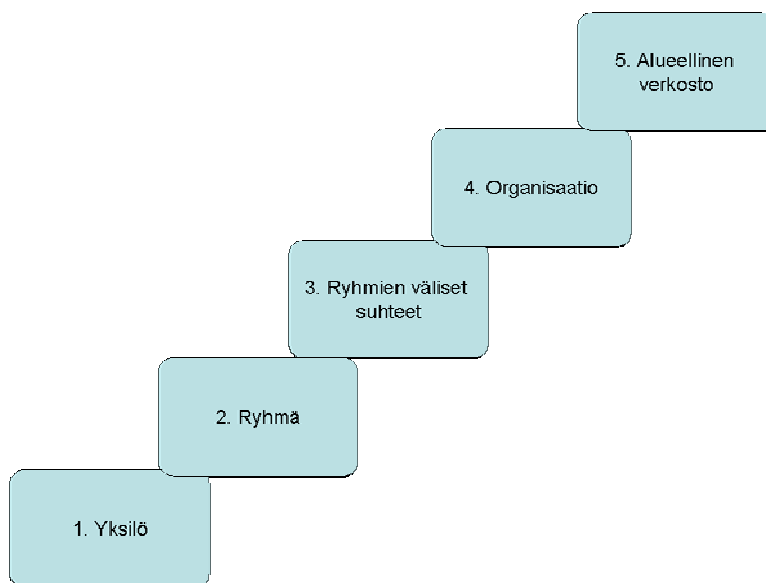 5. Alueellinen
verkosto
4. Organisaatio
3. Ryhmien väliset
suhteet
2. Ryhmä
1. Yksilö